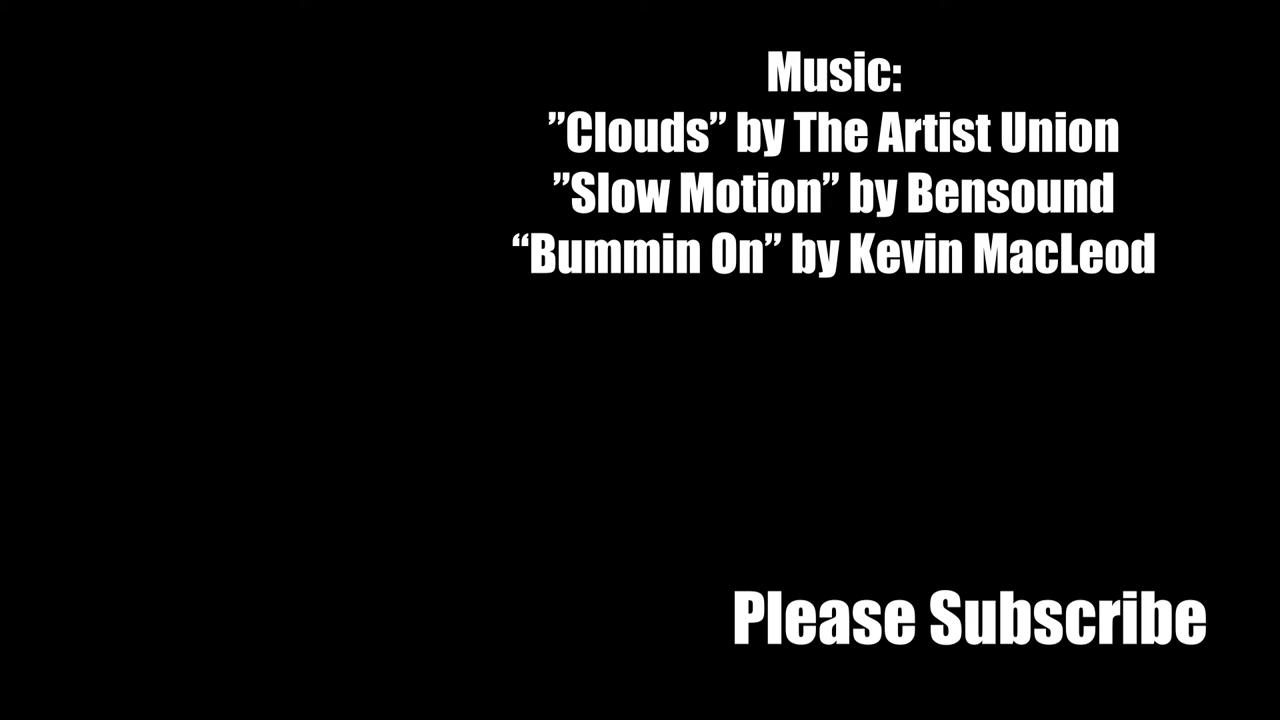 Music:
”Clouds” by The Artist Union
”Slow Motion” by Bensound
“Bummin On” by Kevin MacLeod
Please Subscribe